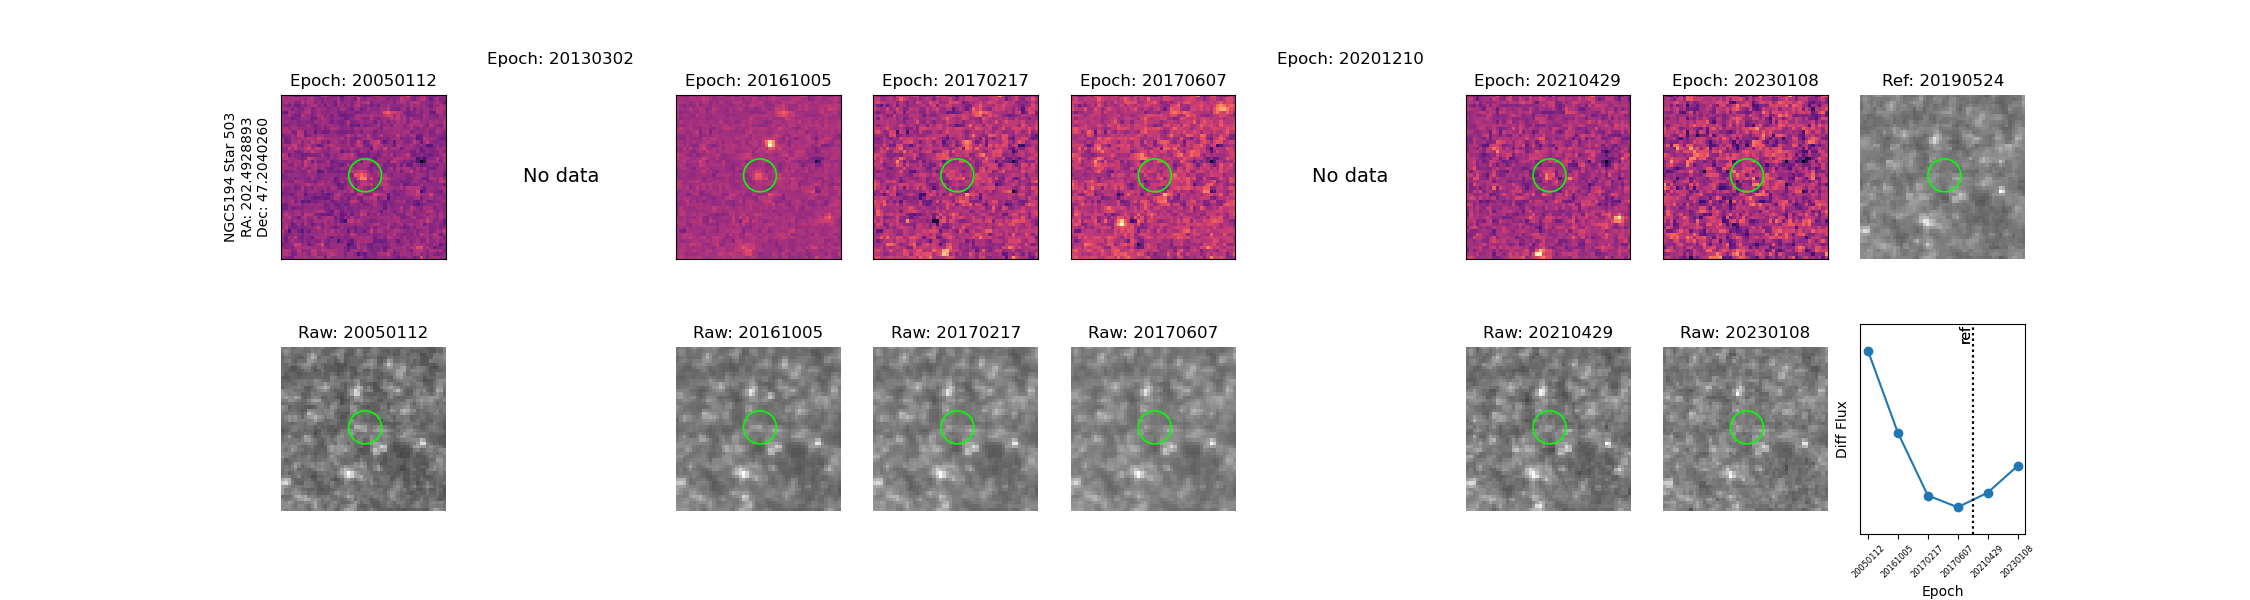 Epoch: 20050112
Epoch: 20130302
Epoch: 20161005
Epoch: 20170217
Epoch: 20170607
Epoch: 20201210
Epoch: 20210429
Epoch: 20230108
Ref: 20190524
NGC5194 Star 503
RA: 202.4928893
Dec: 47.2040260
No data
No data
Raw: 20050112
Raw: 20161005
Raw: 20170217
Raw: 20170607
Raw: 20210429
Raw: 20230108
ref
Diff Flux
20050112
20161005
20170217
20170607
20210429
20230108
Epoch